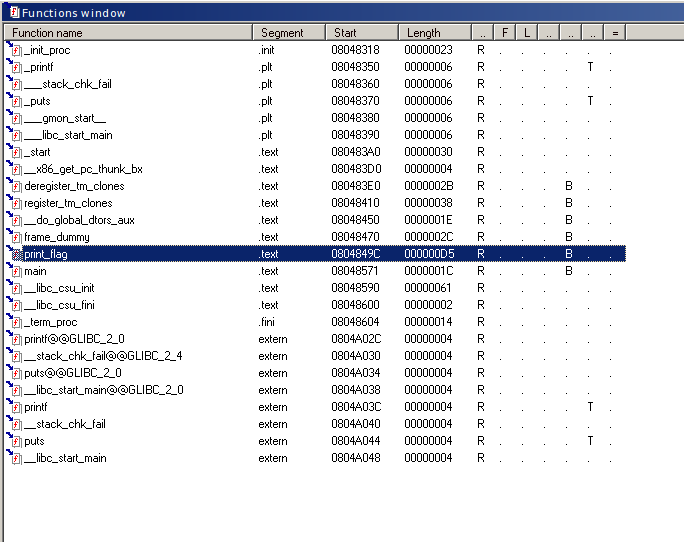 Functions window
Function name Segment Start Length .. F L .. .. .. =
_init_proc .init 08048318 00000023 R . . . . . .
_printf .plt 08048350 00000006 R . . . . T .
___stack_chk_fail .plt 08048360 00000006 R . . . . . .
_puts .plt 08048370 00000006 R . . . . T .
___gmon_start__ .plt 08048380 00000006 R . . . . . .
___libc_start_main .plt 08048390 00000006 R . . . . . .
_start .text 080483A0 00000030 R . . . . . .
__x86_get_pc_thunk_bx .text 080483D0 00000004 R . . . . . .
deregister_tm_clones .text 080483E0 0000002B R . . . B . .
register_tm_clones .text 08048410 00000038 R . . . B . .
__do_global_dtors_aux .text 08048450 0000001E R . . . B . .
frame_dummy .text 08048470 0000002C R . . . B . .
print_flag .text 0804849C 000000D5 R . . . B . .
main .text 08048571 0000001C R . . . B . .
__libc_csu_init .text 08048590 00000061 R . . . . . .
__libc_csu_fini .text 08048600 00000002 R . . . . . .
_term_proc .fini 08048604 00000014 R . . . . . .
printf@@GLIBC_2_0 extern 0804A02C 00000004 R . . . . . .
__stack_chk_fail@@GLIBC_2_4 extern 0804A030 00000004 R . . . . . .
puts@@GLIBC_2_0 extern 0804A034 00000004 R . . . . . .
__libc_start_main@@GLIBC_2_0 extern 0804A038 00000004 R . . . . . .
printf extern 0804A03C 00000004 R . . . . T .
__stack_chk_fail extern 0804A040 00000004 R . . . . . .
puts extern 0804A044 00000004 R . . . . T .
__libc_start_main extern 0804A048 00000004 R . . . . . .